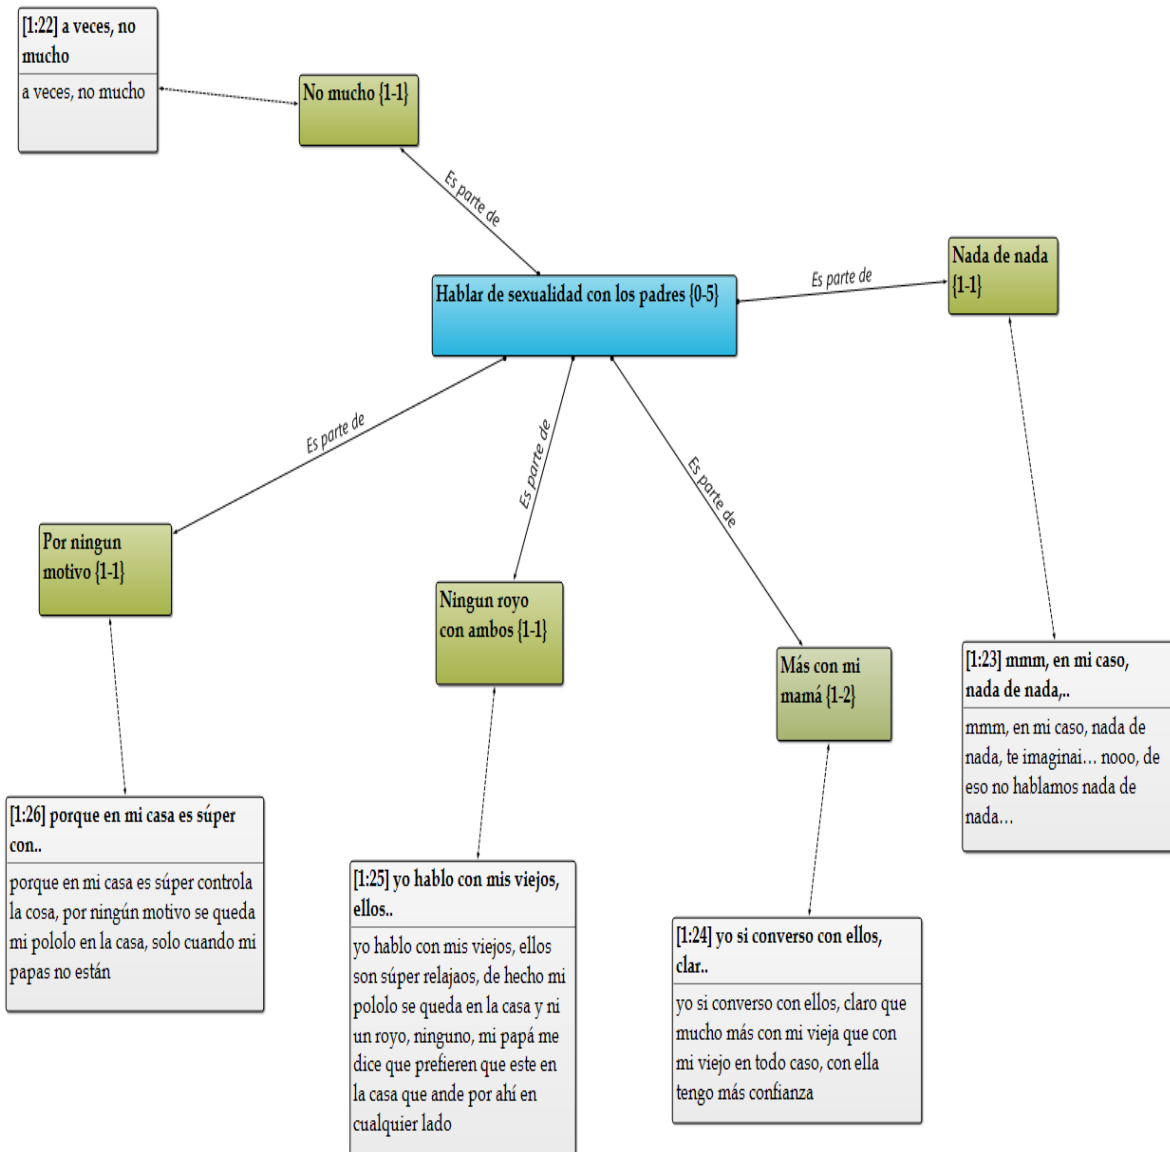 [1:22] a veces, no
mucho
a veces, no mucho
No mucho {1-1}
Es parte de
Hablar de sexualidad con los padres {0-5}
Es parte de
Nada de nada
{1-1}
Es parte de
Es parte de
Es parte de
Por ningun
motivo {1-1}
Ningun royo
con ambos {1-1}
Más con mi
mamá {1-2}
[1:23] mmm, en mi caso,
nada de nada,..
mmm, en mi caso, nada de
nada, te imaginai... nooo, de
eso no hablamos nada de
nada...
[1:26] porque en mi casa es súper
con..
porque en mi casa es súper controla
la cosa, por ningún motivo se queda
mi pololo en la casa, solo cuando mi
papas no están
[1:25] yo hablo con mis viejos,
ellos..
yo hablo con mis viejos, ellos
son súper relajaos, de hecho mi
pololo se queda en la casa y ni
un royo, ninguno, mi papá me
dice que prefieren que este en
la casa que ande por ahí en
cualquier lado
[1:24] yo si converso con ellos,
clar..
yo si converso con ellos, claro que
mucho más con mi vieja que con
mi viejo en todo caso, con ella
tengo más confianza